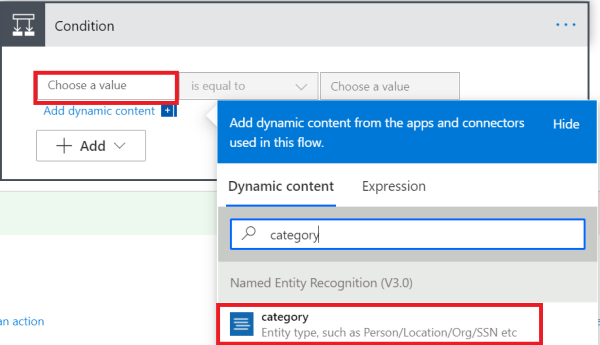 Condition
...
Choose a value
is equal to
Choose a value
Add dynamic content +
+ Add
Add dynamic content from the apps and connectors
used in this flow.
Hide
Dynamic content
Expression
category
Named Entity Recognition (V3.0)
category
Entity type, such as Person/Location/Org/SSN etc
an action